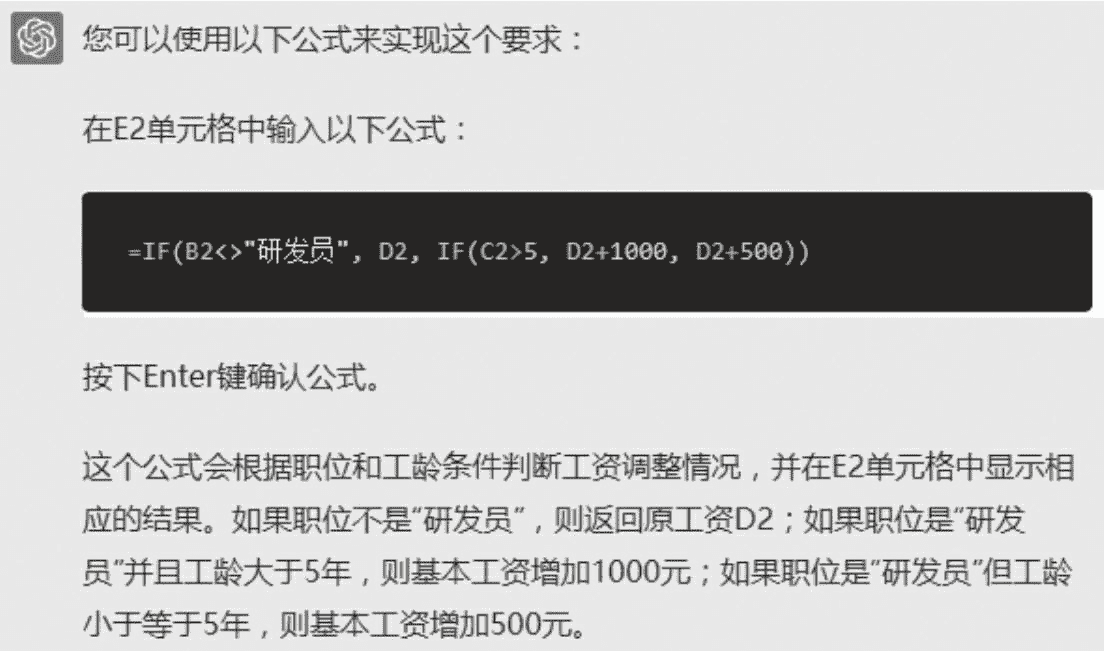 您可以使用以下公式来实现这个要求：
在E2单元格中输入以下公式：
=IF(B2<>"研发员", D2, IF(C2>5, D2+1000, D2+500))
按下Enter键确认公式。
这个公式会根据职位和工龄条件判断工资调整情况，并在E2单元格中显示相
应的结果。如果职位不是“研发员”，则返回原工资D2；如果职位是“研发
员”并且工龄大于5年，则基本工资增加1000元；如果职位是“研发员”但工龄
小于等于5年，则基本工资增加500元。